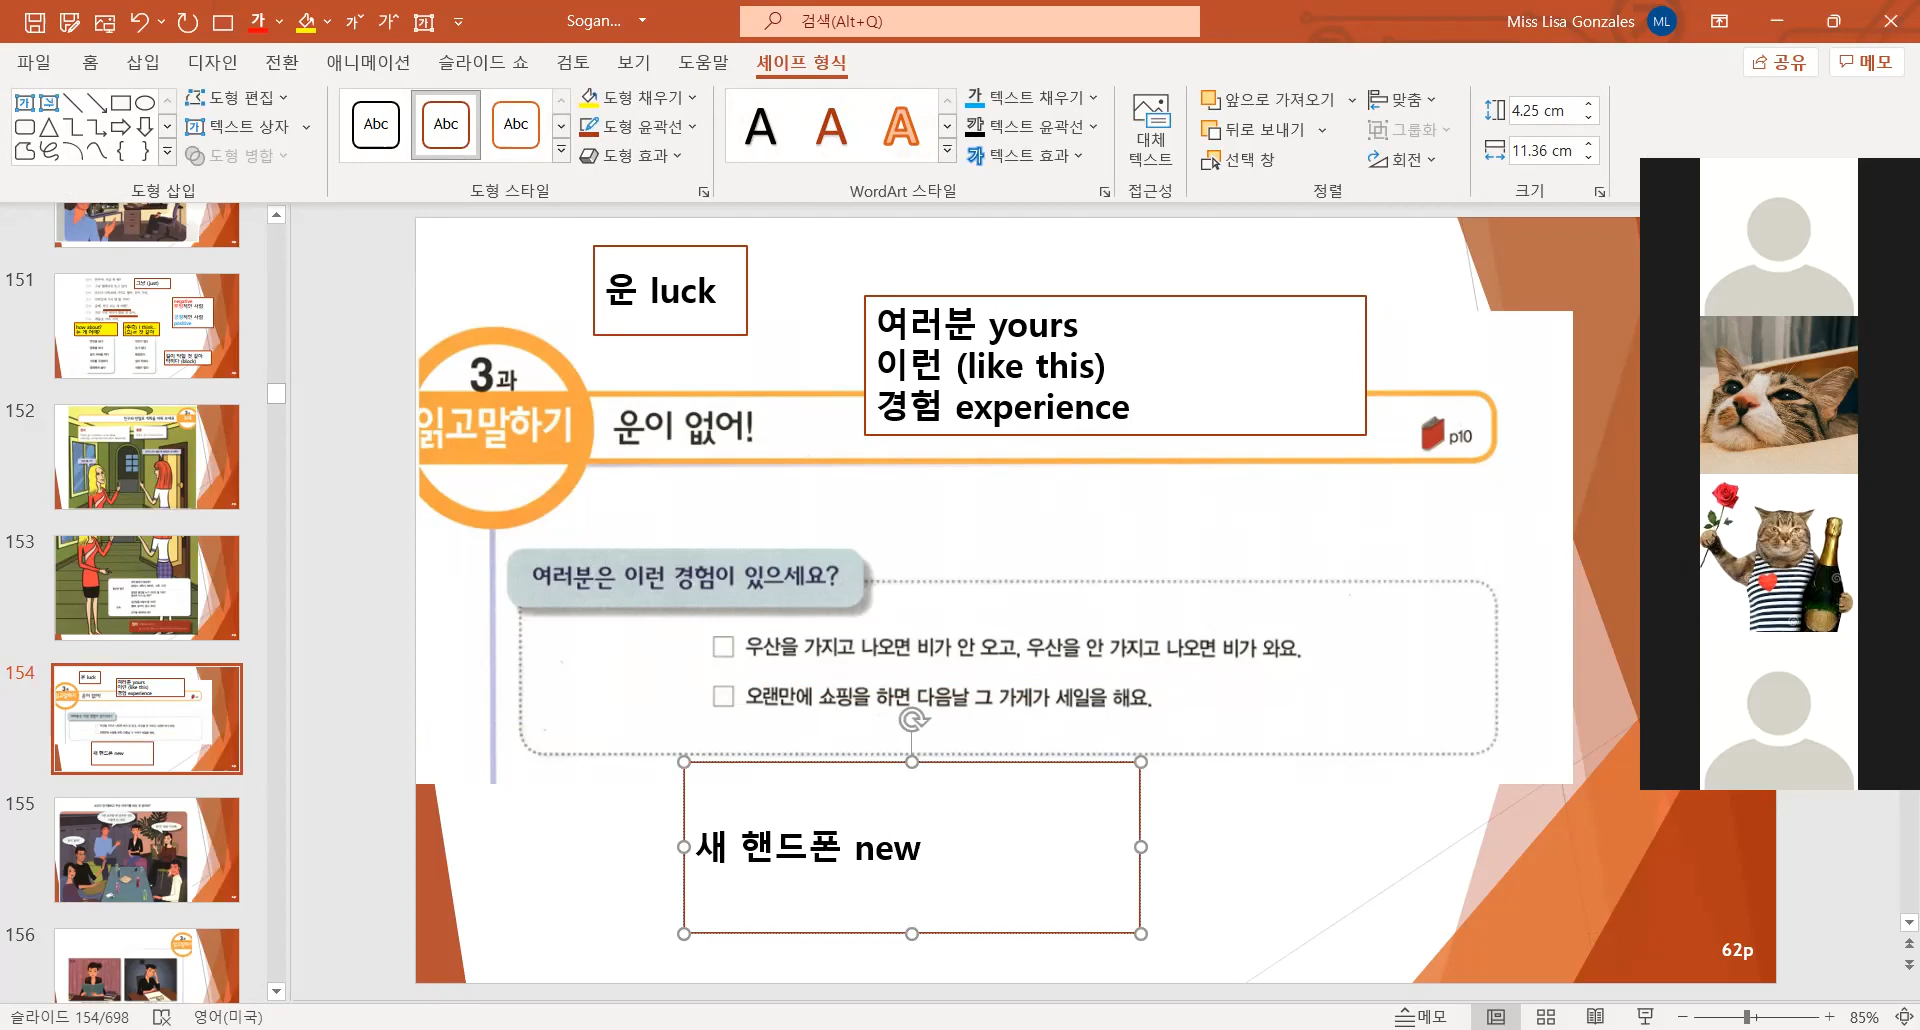 가
가
가
가
Sogan...
검색(Alt+Q)
Miss Lisa Gonzales
ML
파일
홈
삽입
디자인
전환
애니메이션
슬라이드 쇼
검토
보기
도움말
셰이프 형식
공유
메모
도형 편집
텍스트 상자
도형 병합
도형 삽입
Abc
Abc
Abc
도형 채우기
도형 윤곽선
도형 효과
도형 스타일
A
A
A
텍스트 채우기
텍스트 윤곽선
텍스트 효과
WordArt 스타일
대체
텍스트
접근성
앞으로 가져오기
뒤로 보내기
선택 창
맞춤
그룹화
회전
정렬
4.25 cm
11.36 cm
크기
151
152
153
154
155
156
운 luck
여러분 yours
이런 (like this)
경험 experience
3과
읽고말하기
운이 없어!
p10
여러분은 이런 경험이 있으세요?
우산을 가지고 나오면 비가 안 오고, 우산을 안 가지고 나오면 비가 와요.
오랜만에 쇼핑을 하면 다음날 그 가게가 세일을 해요.
새 핸드폰 new
62p
슬라이드 154/698
영어(미국)
메모
85%